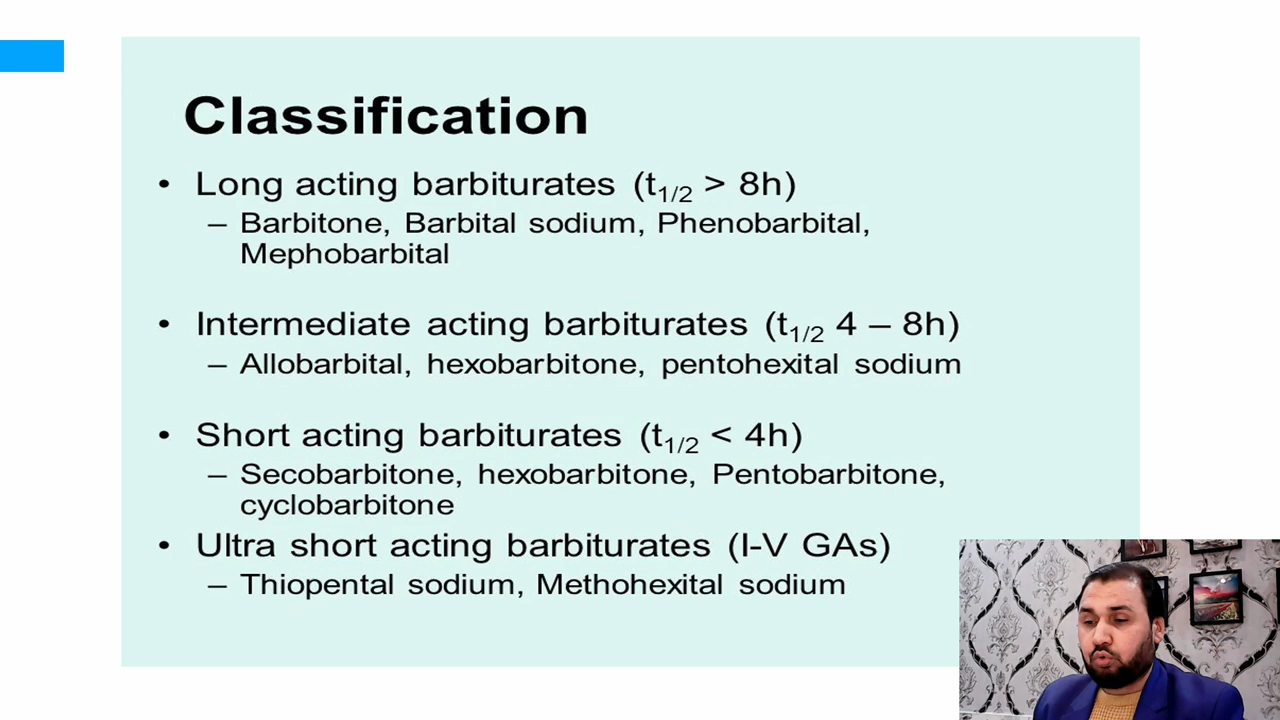 Classification
• Long acting barbiturates (t1/2 > 8h)
– Barbitone, Barbital sodium, Phenobarbital,
Mephobarbital
• Intermediate acting barbiturates (t1/2 4 – 8h)
– Allobarbital, hexobarbitone, pentohexital sodium
• Short acting barbiturates (t1/2 < 4h)
– Secobarbitone, hexobarbitone, Pentobarbitone,
cyclobarbitone
• Ultra short acting barbiturates (I-V GAs)
– Thiopental sodium, Methohexital sodium